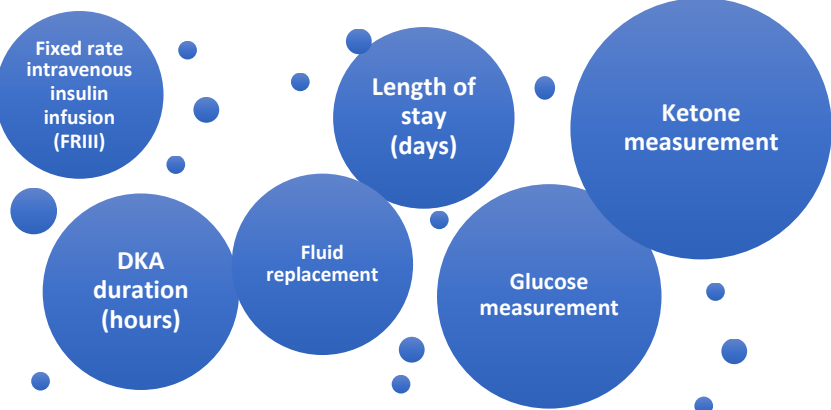 Fixed rate
intravenous
insulin
infusion
(FRIII)
Length of
stay
(days)
Ketone
measurement
DKA
duration
(hours)
Fluid
replacement
Glucose
measurement